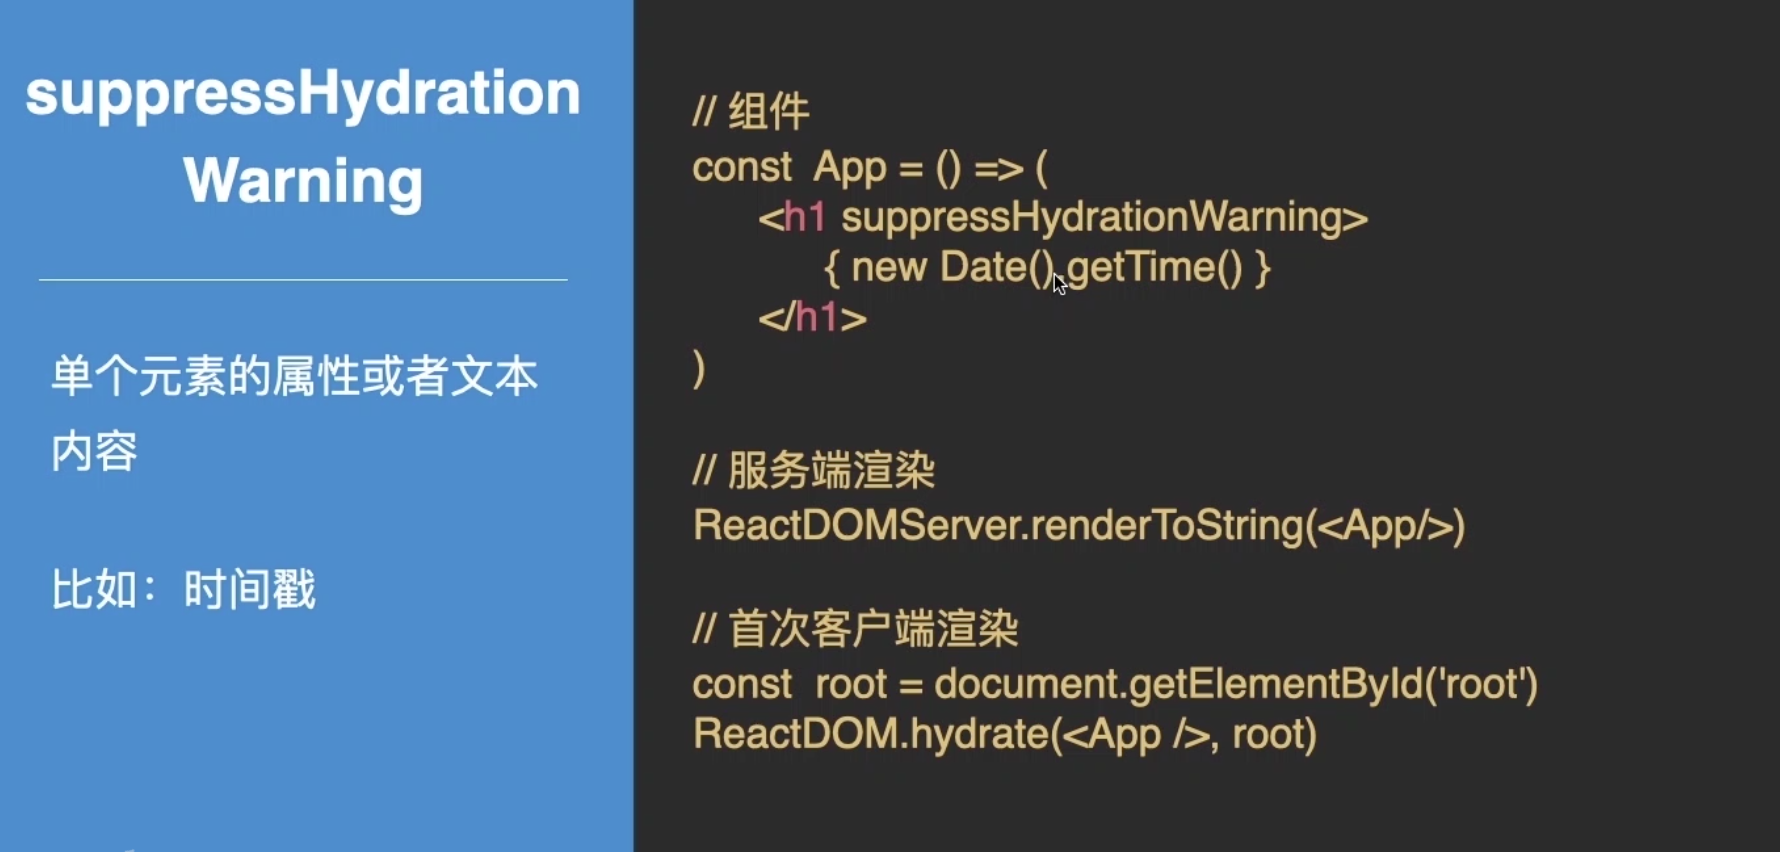 suppressHydration
Warning
单个元素的属性或者文本
内容
比如：时间戳
// 组件
const App = () => (
<h1 suppressHydrationWarning>
{ new Date().getTime() }
</h1>
)
// 服务端渲染
ReactDOMServer.renderToString(<App/>)
// 首次客户端渲染
const root = document.getElementById('root')
ReactDOM.hydrate(<App />, root)